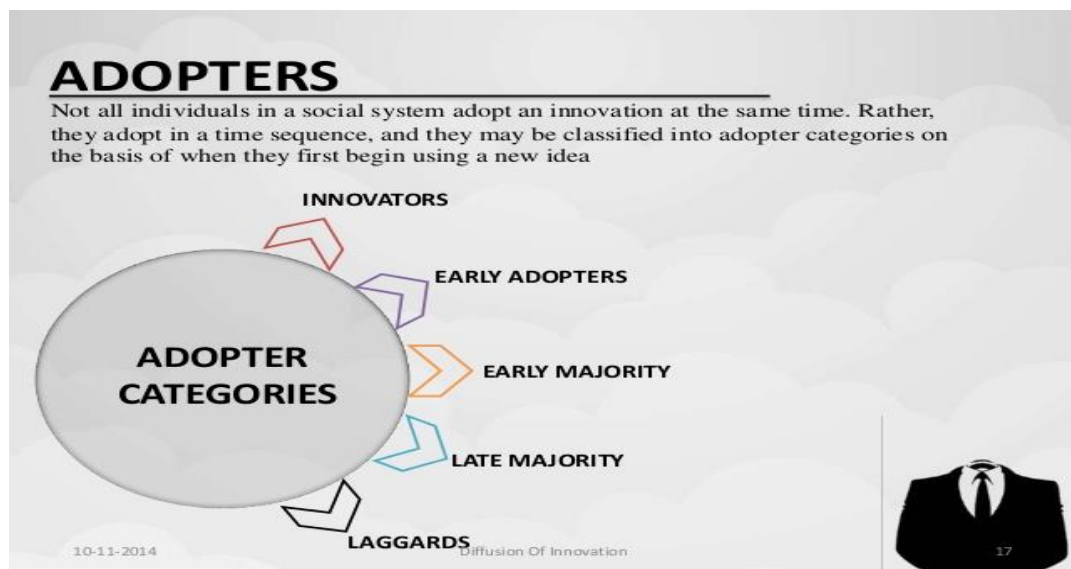 ADOPTERS
Not all individuals in a social system adopt an innovation at the same time. Rather,
they adopt in a time sequence, and they may be classified into adopter categories on
the basis of when they first begin using a new idea
INNOVATORS
EARLY ADOPTERS
ADOPTER
CATEGORIES
EARLY MAJORITY
LATE MAJORITY
LAGGARDS
10-11-2014
Diffusion Of Innovation
17